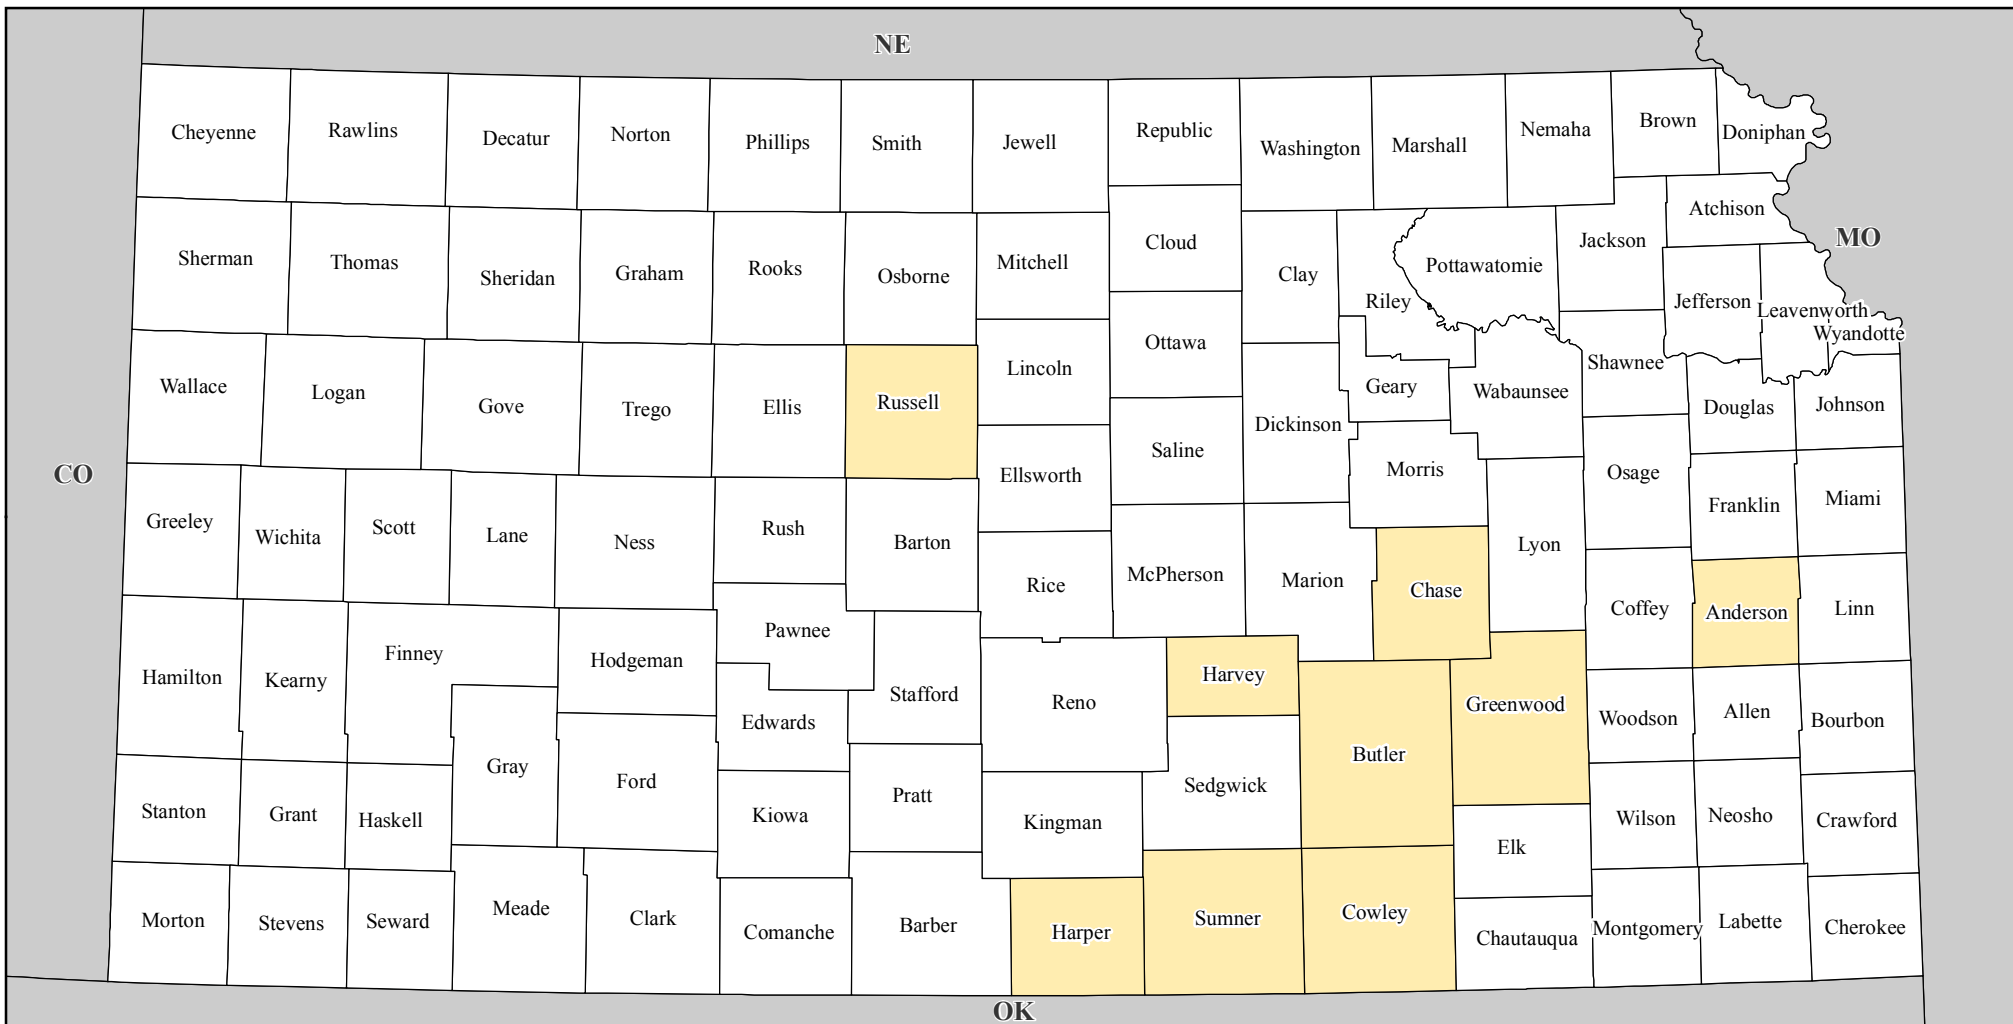 NE
Cheyenne
Rawlins
Decatur
Norton
Phillips
Smith
Jewell
Republic
Washington
Marshall
Nemaha
Brown
Doniphan
Atchison
Sherman
Thomas
Sheridan
Graham
Rooks
Osborne
Mitchell
Cloud
Clay
Riley
Pottawatomie
Jackson
MO
Jefferson
Leavenworth
Wyandotte
Wallace
Logan
Gove
Trego
Ellis
Russell
Lincoln
Ottawa
Dickinson
Geary
Wabaunsee
Shawnee
Douglas
Johnson
CO
Ellsworth
Saline
Morris
Osage
Franklin
Miami
Greeley
Wichita
Scott
Lane
Ness
Rush
Barton
Rice
McPherson
Marion
Chase
Lyon
Coffey
Anderson
Linn
Hamilton
Kearny
Finney
Hodgeman
Pawnee
Stafford
Edwards
Reno
Harvey
Butler
Greenwood
Woodson
Allen
Bourbon
Gray
Ford
Stanton
Grant
Haskell
Kiowa
Pratt
Kingman
Sedgwick
Elk
Wilson
Neosho
Crawford
Morton
Stevens
Seward
Meade
Clark
Comanche
Barber
Harper
Sumner
Cowley
Chautauqua
Montgomery
Labette
Cherokee
OK